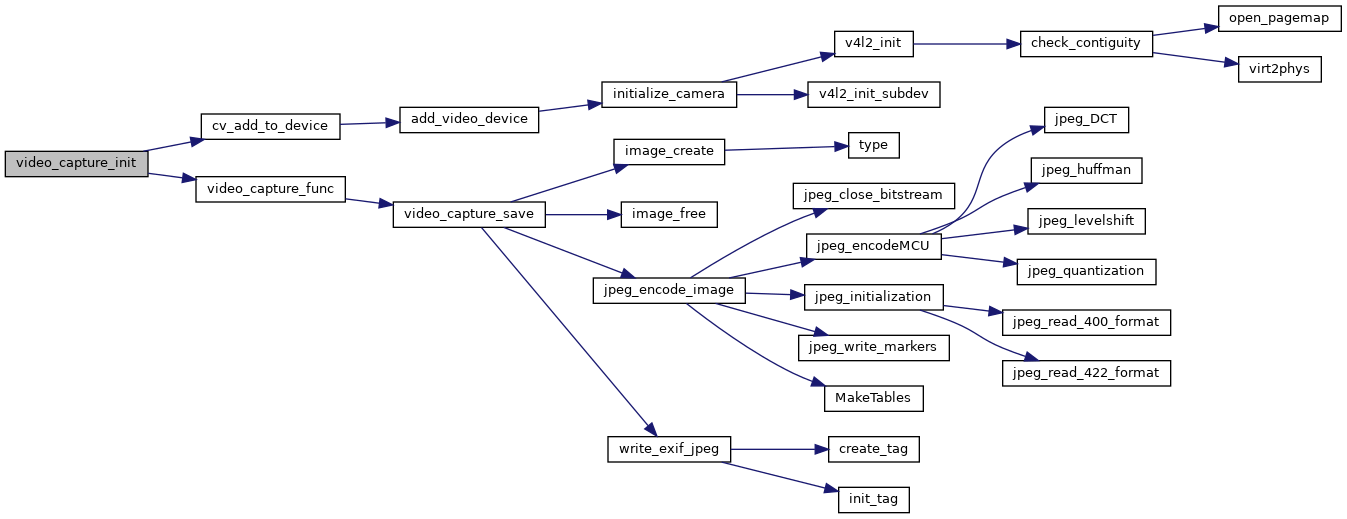 video_capture_init
cv_add_to_device
add_video_device
initialize_camera
v4l2_init
check_contiguity
open_pagemap
virt2phys
v4l2_init_subdev
video_capture_func
video_capture_save
image_create
type
image_free
jpeg_encode_image
jpeg_close_bitstream
jpeg_encodeMCU
jpeg_DCT
jpeg_huffman
jpeg_levelshift
jpeg_quantization
jpeg_initialization
jpeg_read_400_format
jpeg_read_422_format
jpeg_write_markers
MakeTables
write_exif_jpeg
create_tag
init_tag